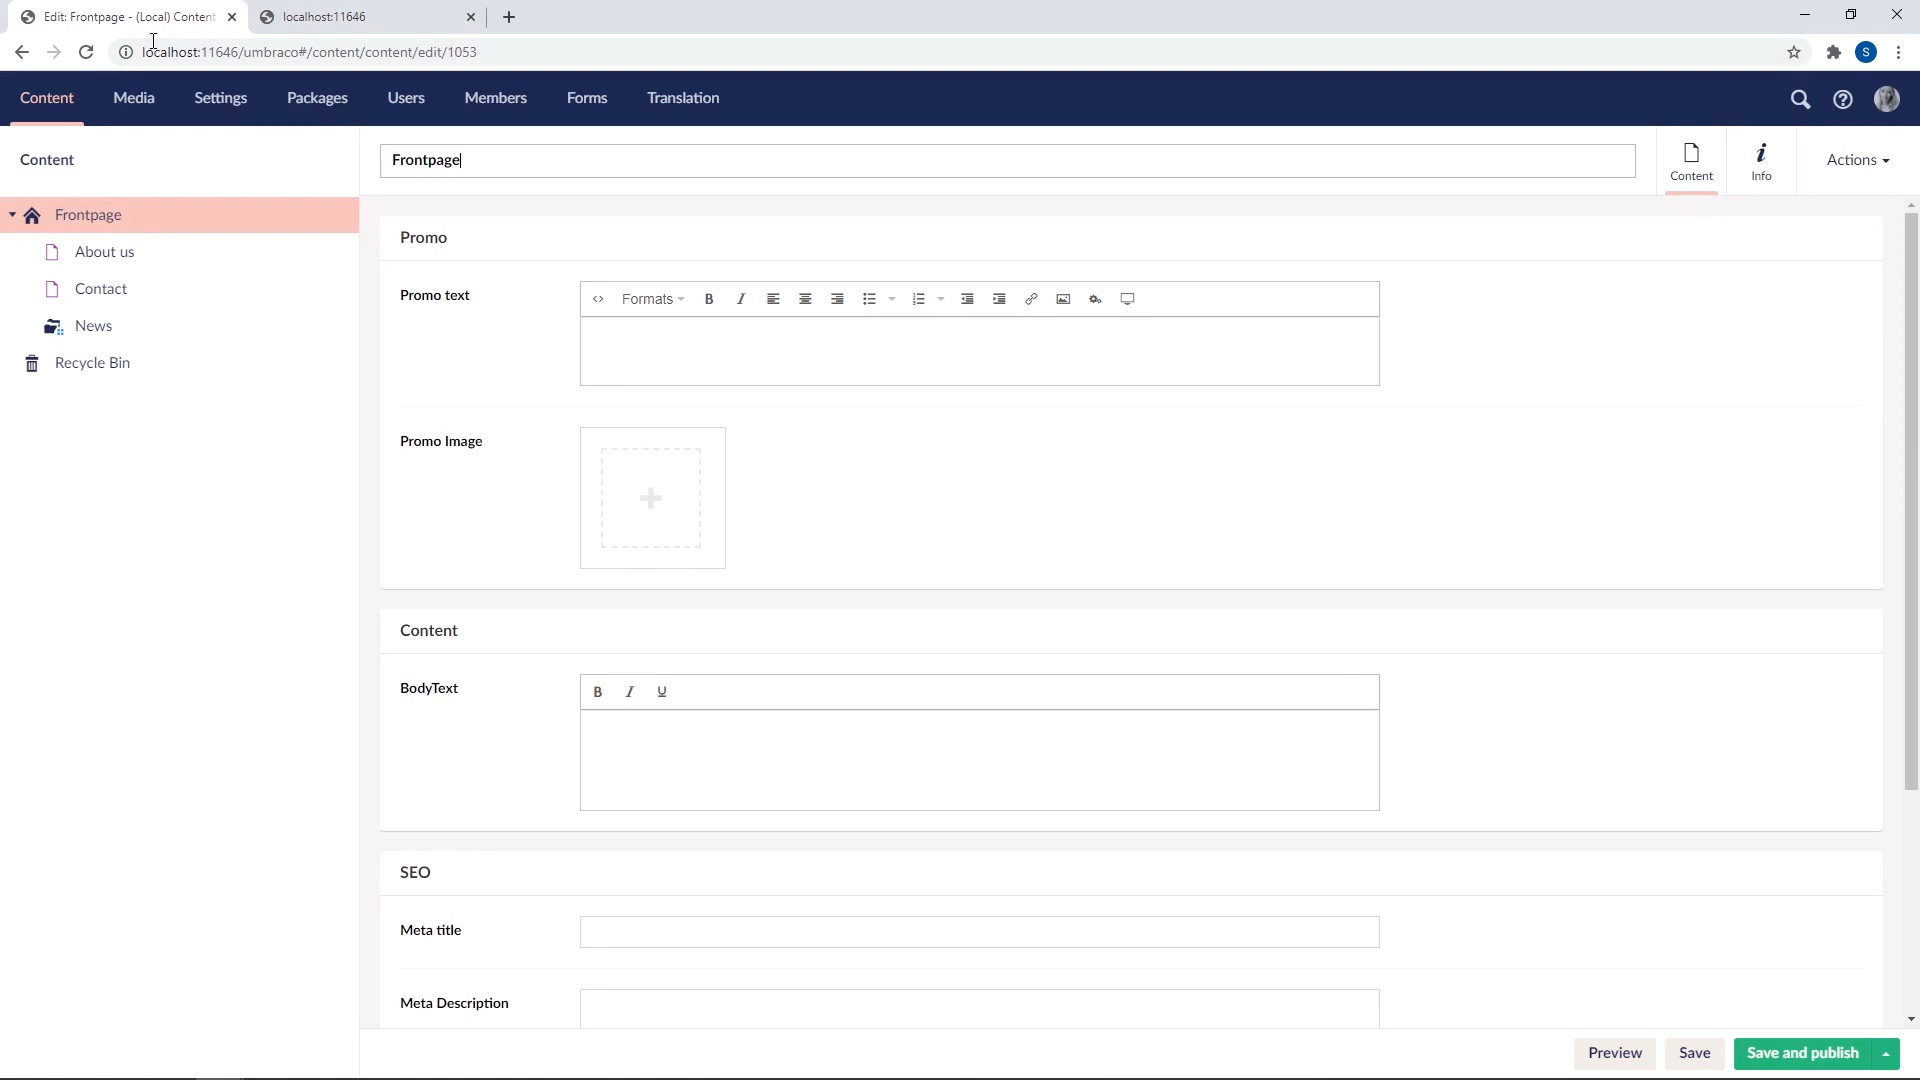 Edit: Frontpage - (Local) Content
localhost:11646
localhost:11646/umbraco#/content/content/edit/1053
S
Content Media Settings Packages Users Members Forms Translation
Content
Frontpage
Content
Info
Actions
Frontpage
About us
Contact
News
Recycle Bin
Promo
Promo text
Formats
B I
Promo Image
Content
BodyText
B I U
SEO
Meta title
Meta Description
Preview Save Save and publish